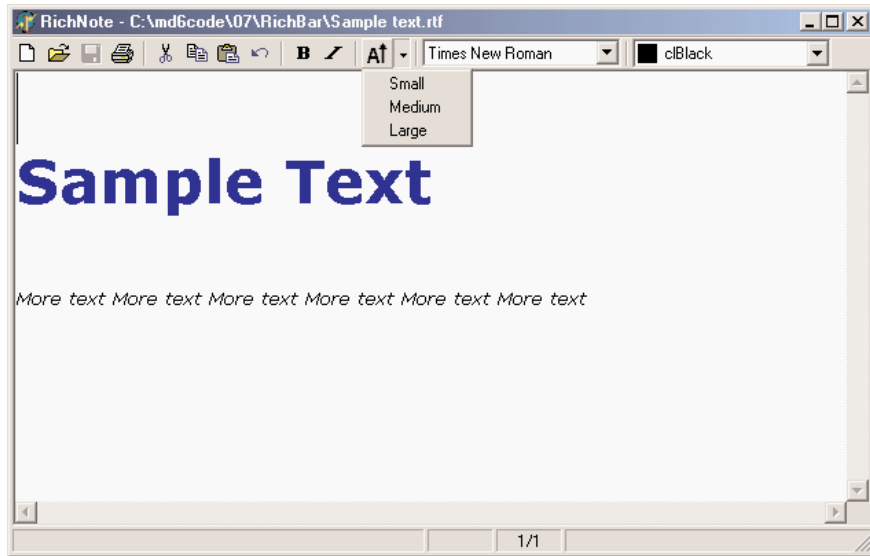 RichNote - C:\md6code\07\RichBar\Sample text.rtf
B I A Times New Roman clBlack
Small
Medium
Large
Sample Text
More text More text More text More text More text More text
1/1